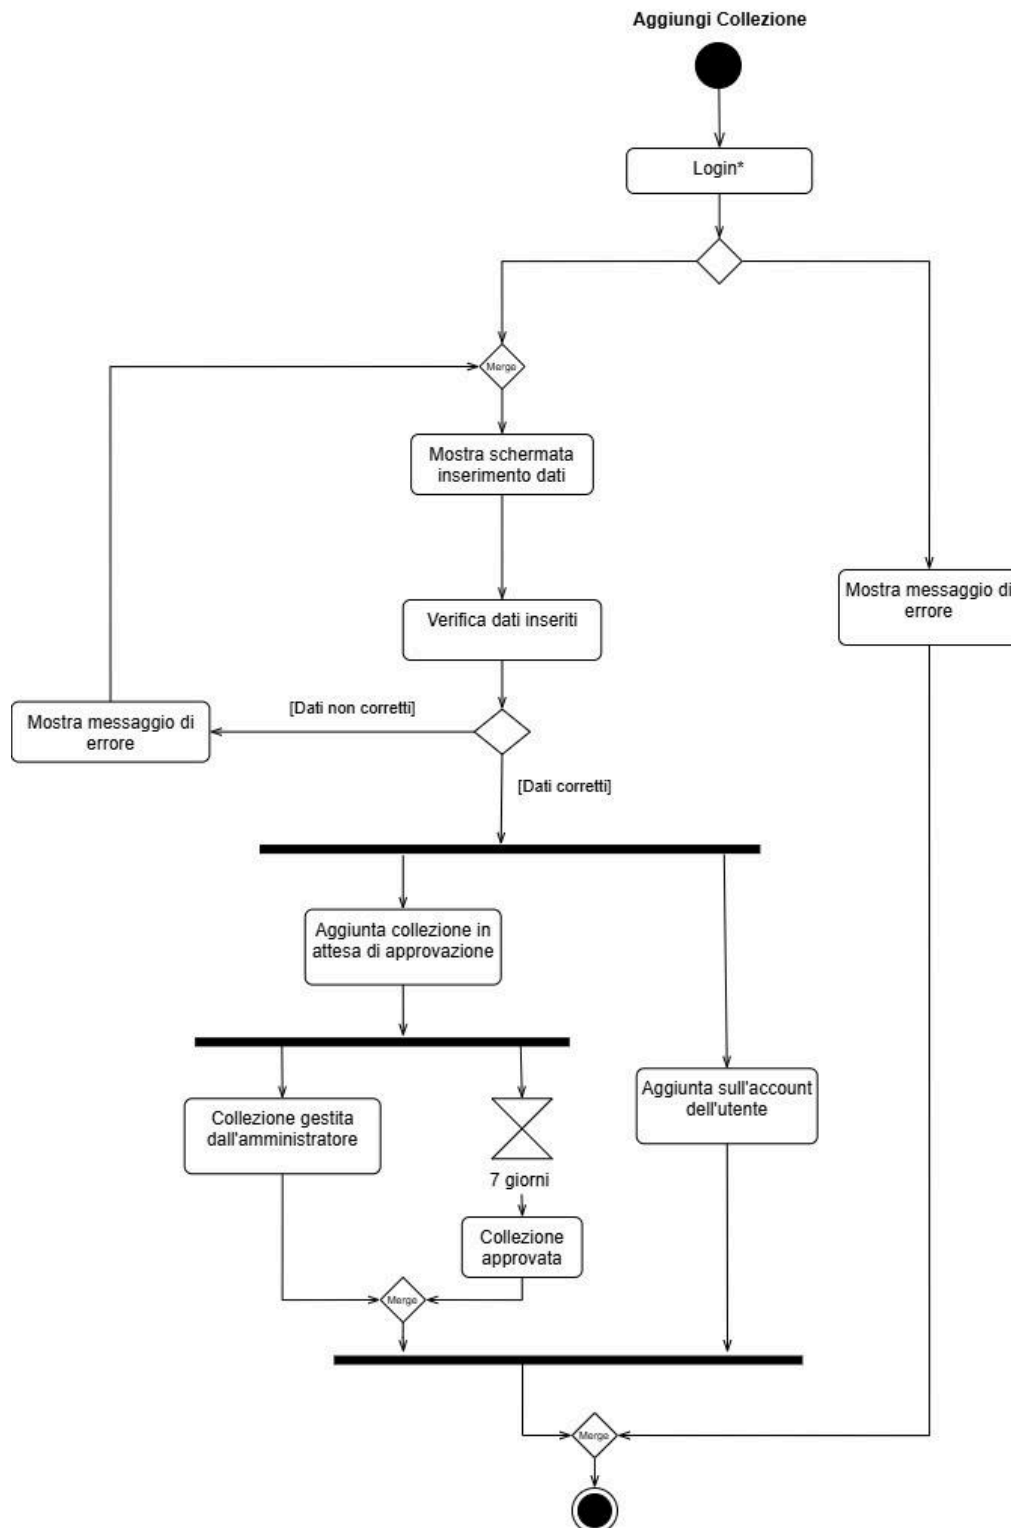 Aggiungi Collezione
Login*
Merge
Mostra schermata
inserimento dati
Mostra messaggio di
errore
Verifica dati inseriti
[Dati non corretti]
Mostra messaggio di
errore
[Dati corretti]
Aggiunta collezione in
attesa di approvazione
Aggiunta sull'account
dell'utente
Collezione gestita
dall'amministratore
7 giorni
Collezione
approvata
Merge
Merge